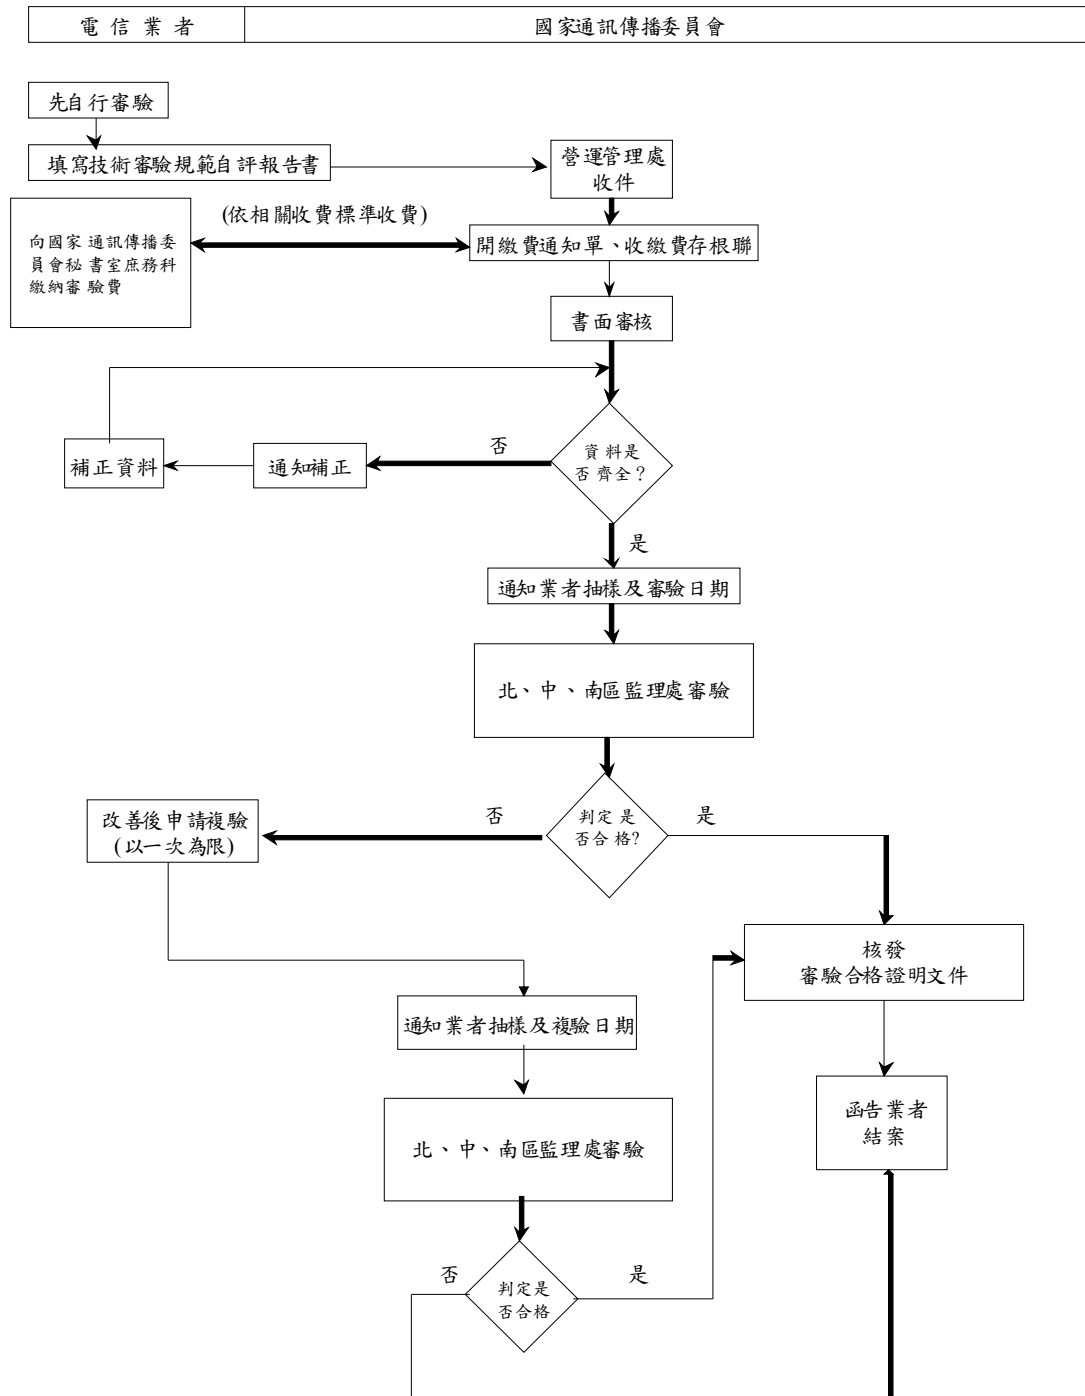 電信業者
國家通訊傳播委員會
先自行審驗
填寫技術審驗規範自評報告書
營運管理處
收件
(依相關收費標準收費)
向國家通訊傳播委
員會秘書室庶務科
繳納審驗費
開繳費通知單、收繳費存根聯
書面審核
補正資料
通知補正
否
資料是
否齊全?
是
通知業者抽樣及審驗日期
北、中、南區監理處審驗
改善後申請複驗
(以一次為限)
否
判定是
否合格?
是
核發
審驗合格證明文件
通知業者抽樣及複驗日期
函告業者
結案
北、中、南區監理處審驗
否
判定是
否合格
是